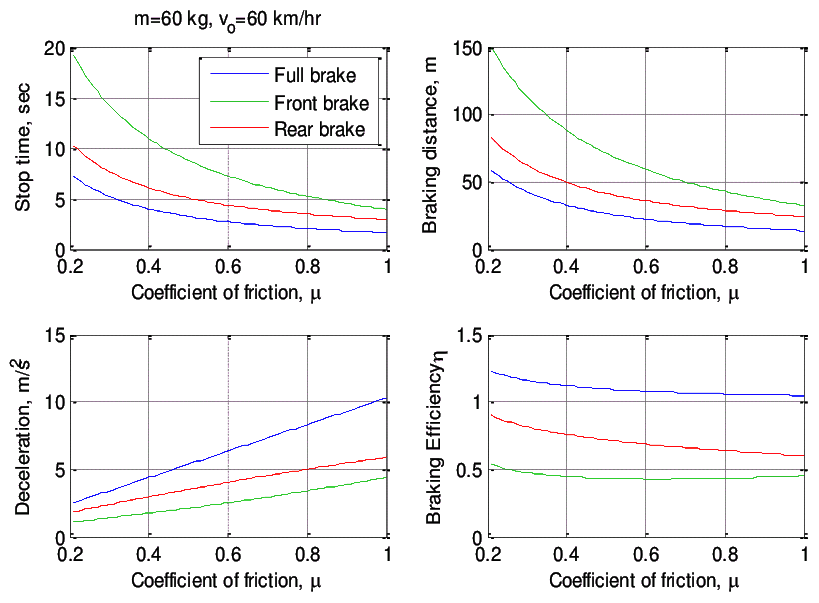 m=60 kg, vo=60 km/hr
20
15
10
5
0
Stop time, sec
Full brake
Front brake
Rear brake
0.2 0.4 0.6 0.8 1
Coefficient of friction, μ
150
100
50
0
Braking distance, m
0.2 0.4 0.6 0.8 1
Coefficient of friction, μ
15
10
5
0
Deceleration, m/s2
0.2 0.4 0.6 0.8 1
Coefficient of friction, μ
1.5
1
0.5
0
Braking Efficiencyη
0.2 0.4 0.6 0.8 1
Coefficient of friction, μ